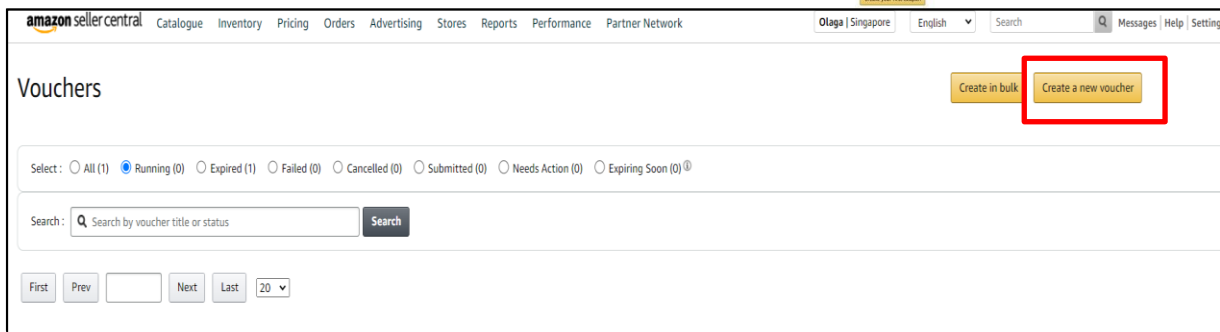 amazon seller central Catalogue Inventory Pricing Orders Advertising Stores Reports Performance Partner Network Olaga | Singapore English Search Messages | Help | Setting
Vouchers Create in bulk Create a new voucher
Select : All (1) Running (0) Expired (1) Failed (0) Cancelled (0) Submitted (0) Needs Action (0) Expiring Soon (0)
Search : Search by voucher title or status Search
First Prev Next Last 20